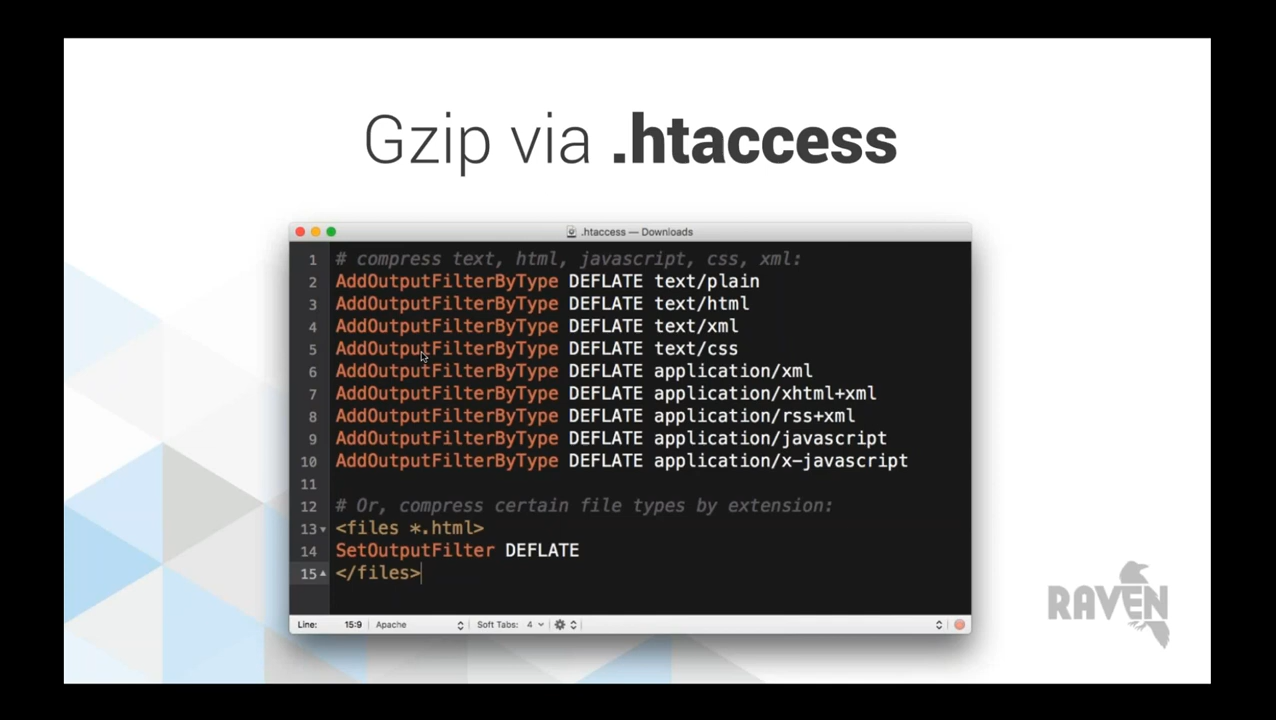 Gzip via .htaccess
.htaccess — Downloads
1 # compress text, html, javascript, css, xml:
2 AddOutputFilterByType DEFLATE text/plain
3 AddOutputFilterByType DEFLATE text/html
4 AddOutputFilterByType DEFLATE text/xml
5 AddOutputFilterByType DEFLATE text/css
6 AddOutputFilterByType DEFLATE application/xml
7 AddOutputFilterByType DEFLATE application/xhtml+xml
8 AddOutputFilterByType DEFLATE application/rss+xml
9 AddOutputFilterByType DEFLATE application/javascript
10 AddOutputFilterByType DEFLATE application/x-javascript
11
12 # Or, compress certain file types by extension:
13 <files *.html>
14 SetOutputFilter DEFLATE
15 </files>
Line: 15:9 Apache Soft Tabs: 4
RAVEN